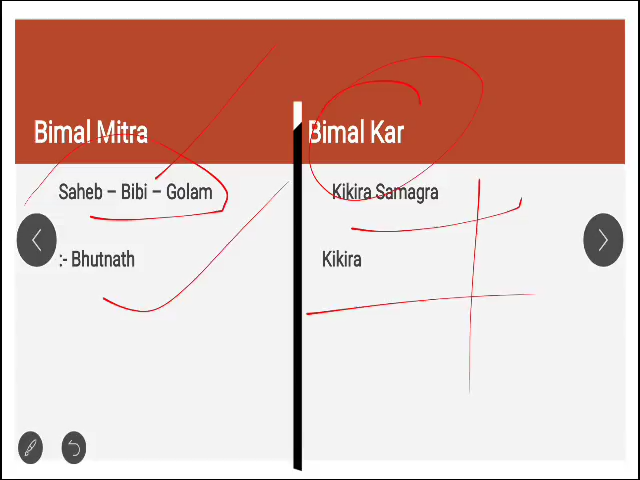 Bimal Mitra
Saheb – Bibi – Golam
:- Bhutnath
Bimal Kar
Kikira Samagra
Kikira